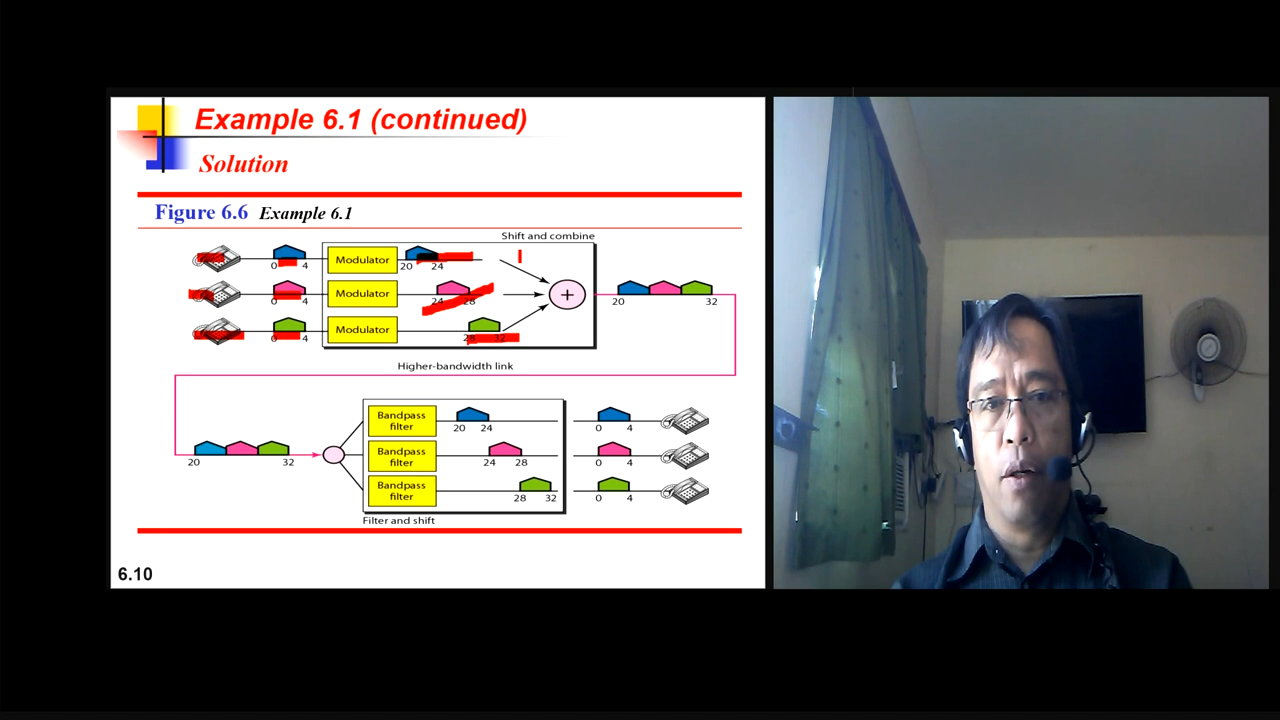 Example 6.1 (continued)
Solution
Figure 6.6 Example 6.1
Shift and combine
0 4 Modulator 20 24
0 4 Modulator 24 28
0 4 Modulator 28 32
+
20 32
Higher-bandwidth link
20 32
Bandpass filter 20 24 0 4
Bandpass filter 24 28 0 4
Bandpass filter 28 32 0 4
Filter and shift
6.10